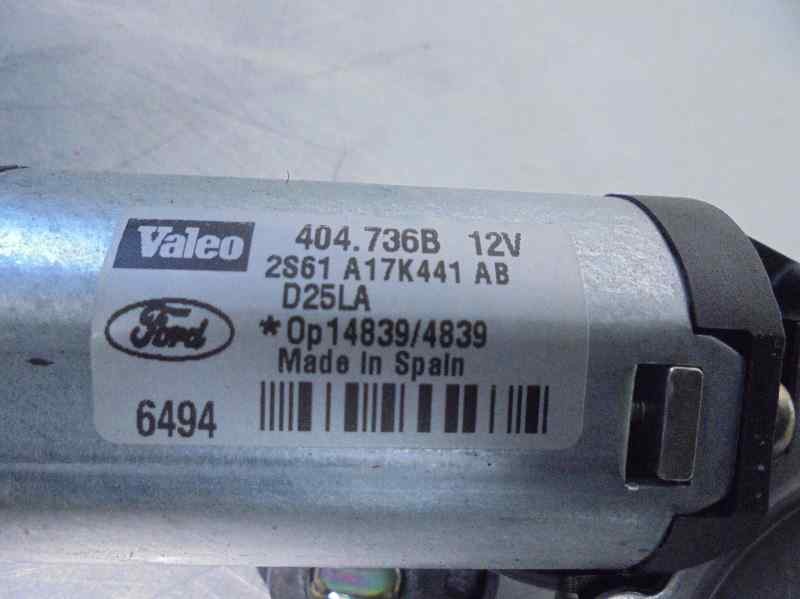 Valeo 404.736B 12V
2S61 A17K441 AB
D25LA
Ford *Op14839/4839
Made In Spain
6494